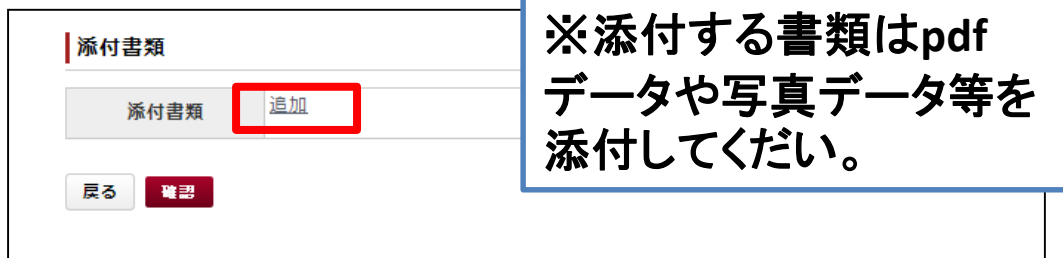 添付書類
添付書類
追加
戻る
確認
※添付する書類はpdf
データや写真データ等を
添付してくだい。